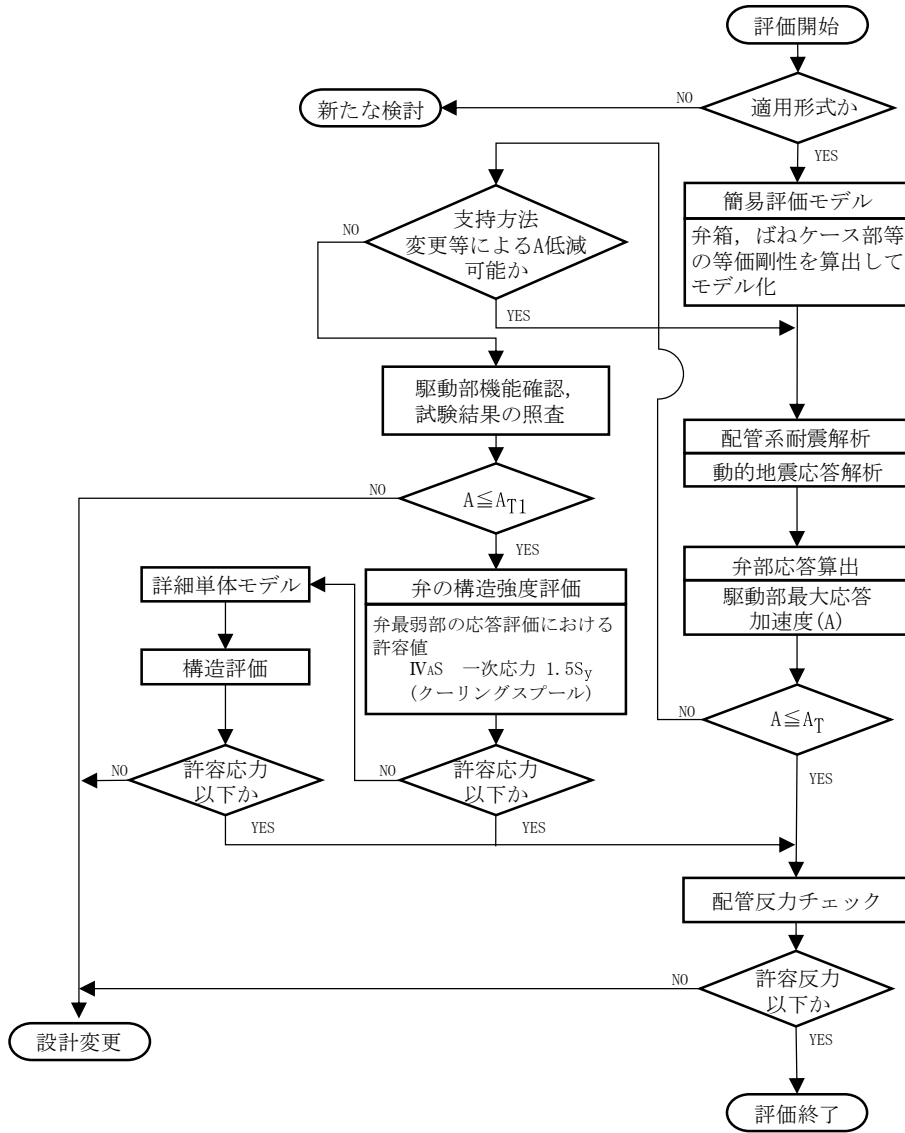 評価開始
適用形式か
NO
新たな検討
YES
簡易評価モデル
弁箱，ばねケース部等
の等価剛性を算出して
モデル化
支持方法
変更等によるA低減
可能か
NO
YES
駆動部機能確認，
試験結果の照査
配管系耐震解析
動的地震応答解析
A≦AT1
NO
YES
弁部応答算出
駆動部最大応答
加速度(A)
詳細単体モデル
弁の構造強度評価
弁最弱部の応答評価における
許容値
ⅣAS 一次応力 1.5Sy
(クーリングスプール)
構造評価
A≦AT
NO
YES
許容応力
以下か
NO
YES
許容応力
以下か
NO
YES
配管反力チェック
許容反力
以下か
NO
YES
設計変更
評価終了